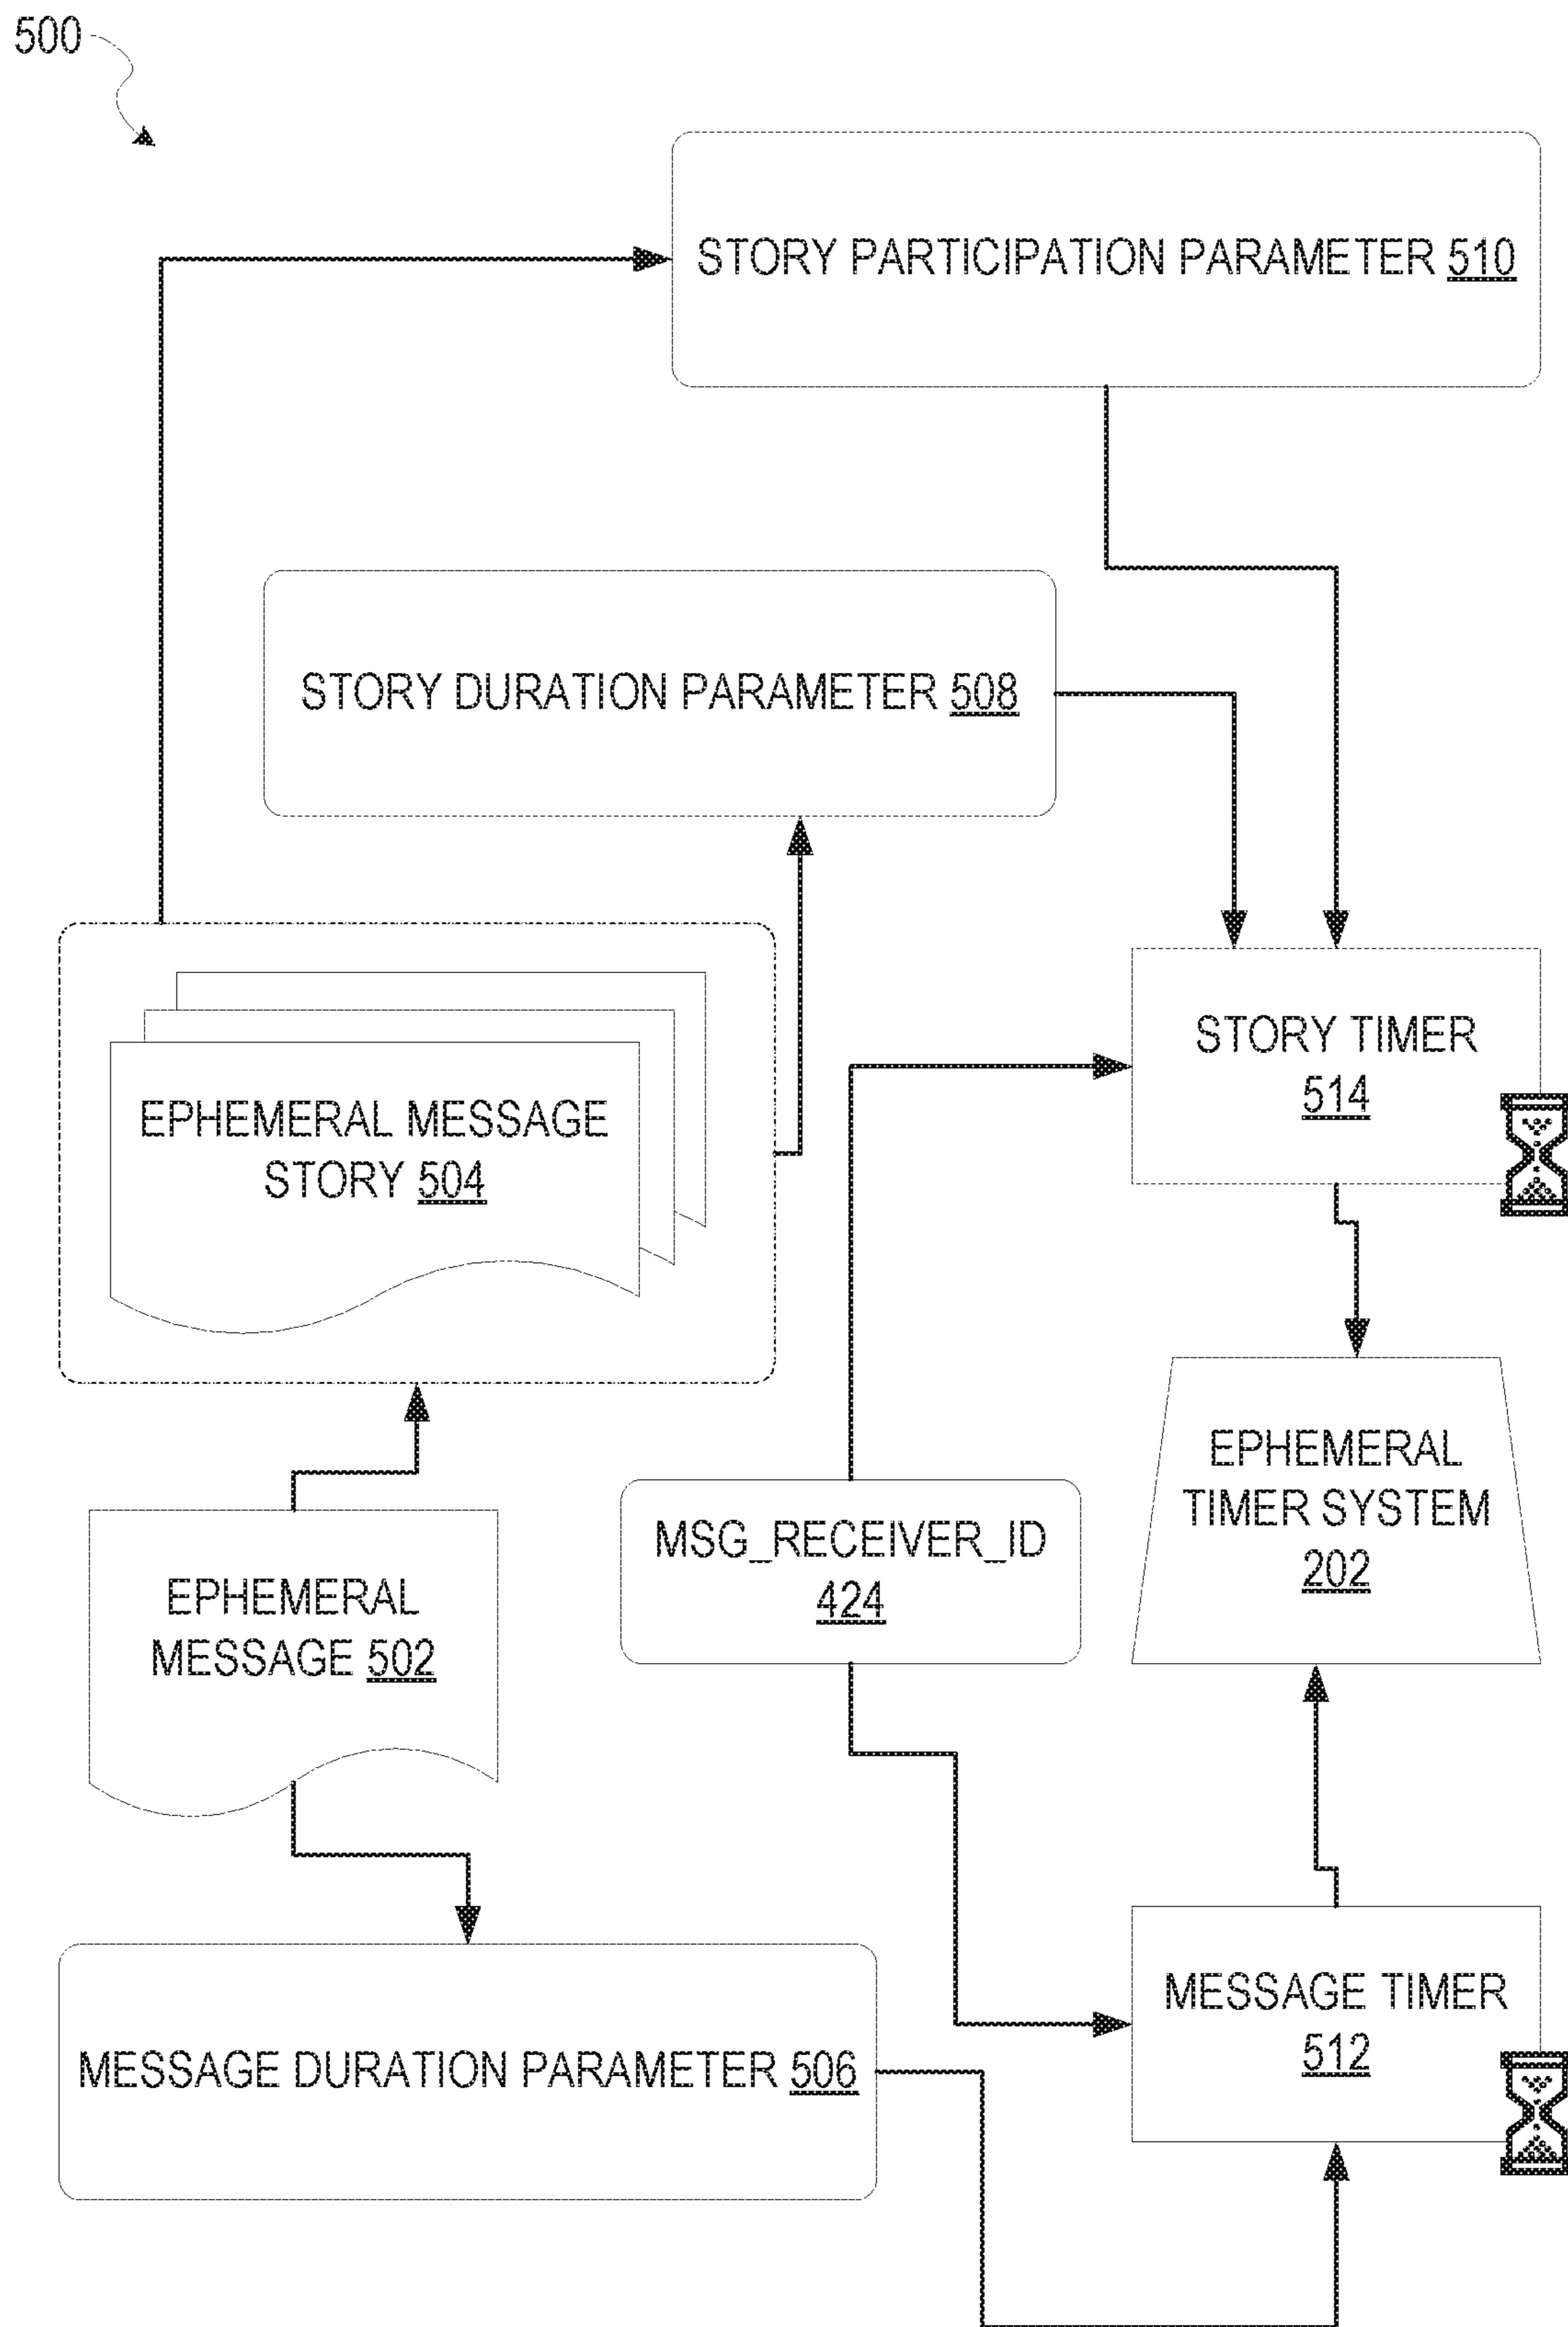 500
STORY PARTICIPATION PARAMETER 510
STORY DURATION PARAMETER 508
STORY TIMER
514
EPHEMERAL MESSAGE
STORY 504
EPHEMERAL
TIMER SYSTEM
202
MSG_RECEIVER_ID
424
EPHEMERAL
MESSAGE 502
MESSAGE TIMER
512
MESSAGE DURATION PARAMETER 506